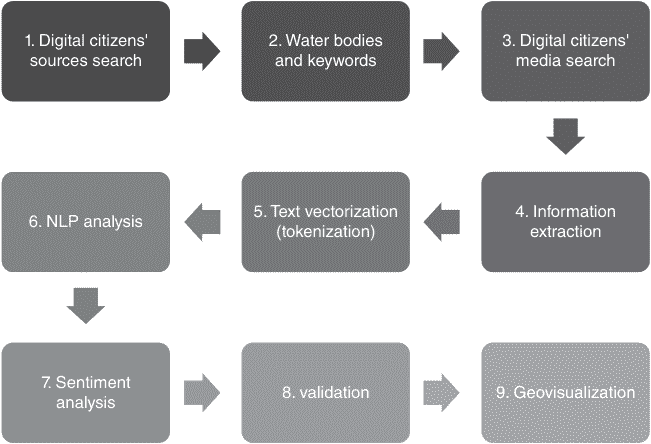 1. Digital citizens'
sources search
2. Water bodies
and keywords
3. Digital citizens'
media search
4. Information
extraction
5. Text vectorization
(tokenization)
6. NLP analysis
7. Sentiment
analysis
8. validation
9. Geovisualization